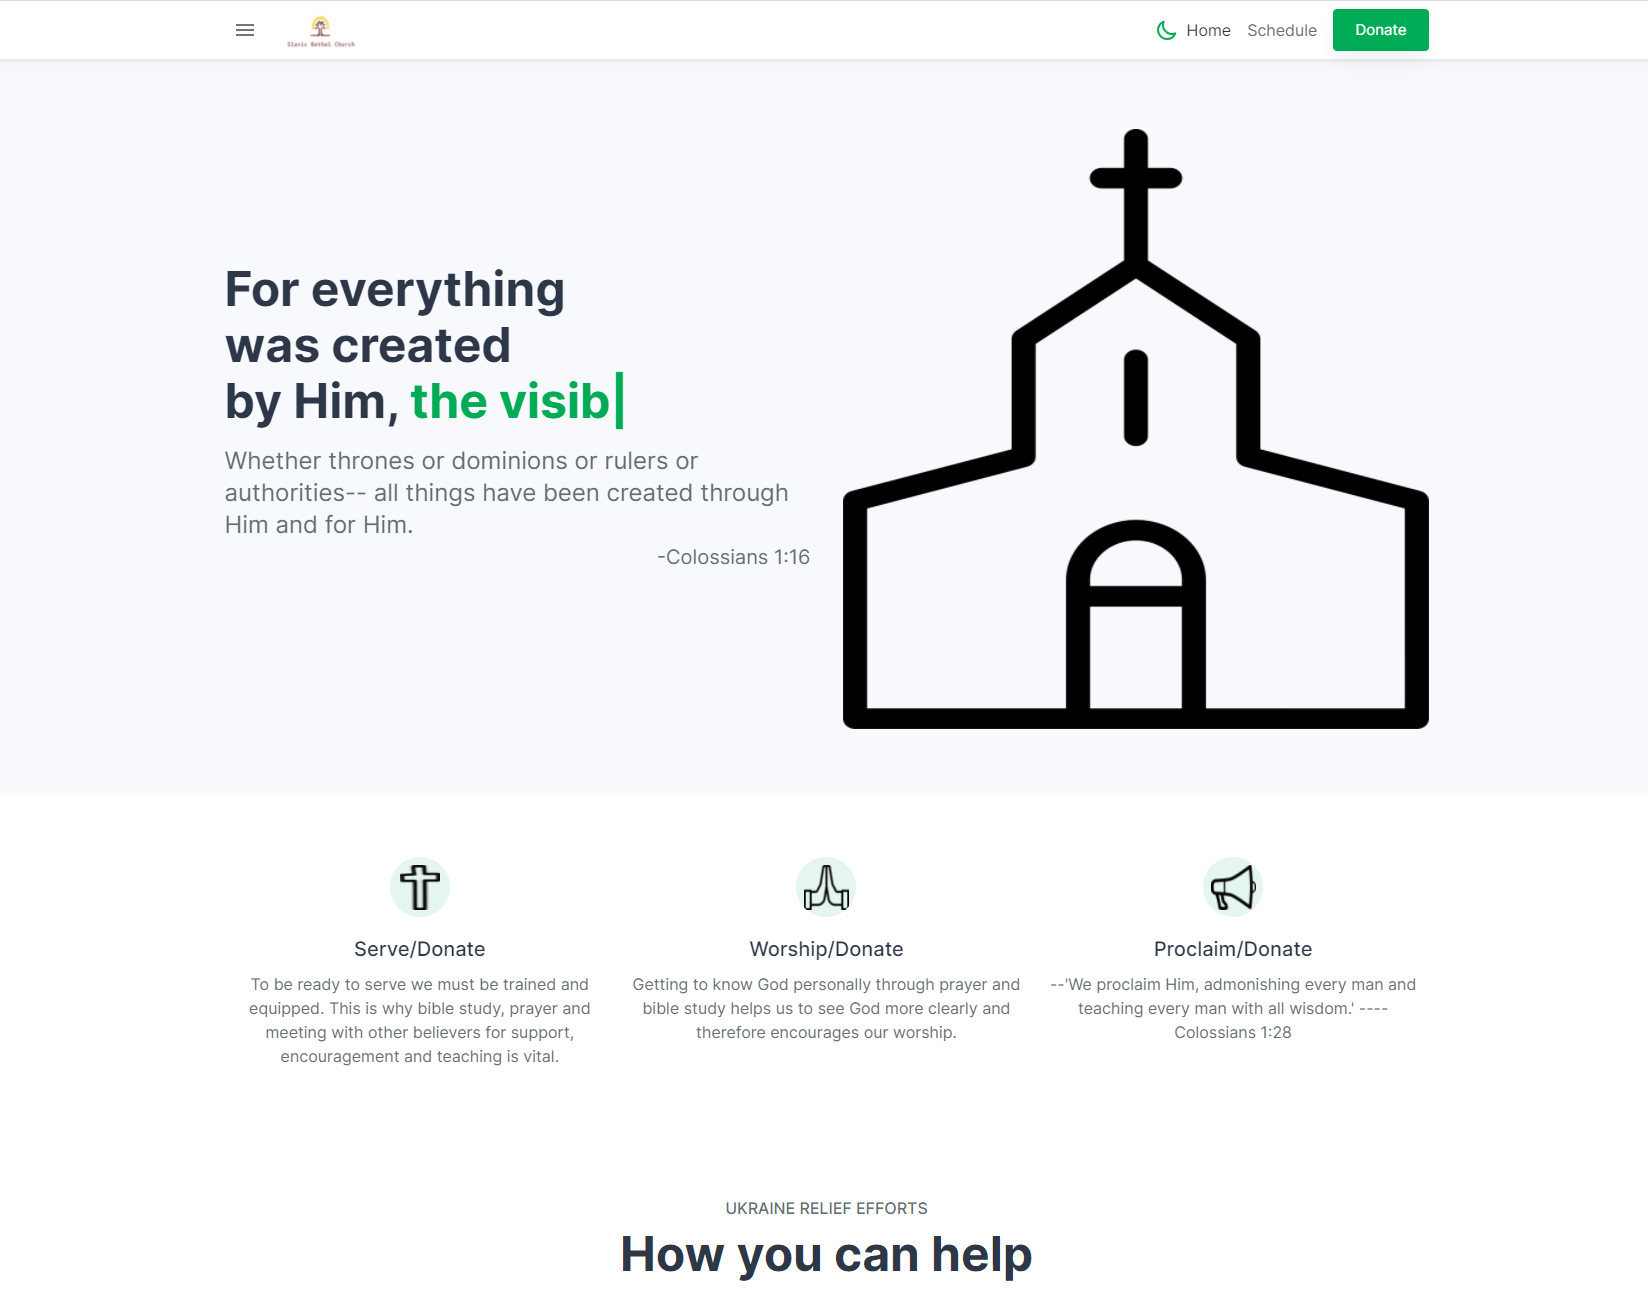 Slavic Bethel Church
Home
Schedule
Donate
For everything
was created
by Him, the visib
Whether thrones or dominions or rulers or
authorities-- all things have been created through
Him and for Him.
-Colossians 1:16
Serve/Donate
To be ready to serve we must be trained and
equipped. This is why bible study, prayer and
meeting with other believers for support,
encouragement and teaching is vital.
Worship/Donate
Getting to know God personally through prayer and
bible study helps us to see God more clearly and
therefore encourages our worship.
Proclaim/Donate
--'We proclaim Him, admonishing every man and
teaching every man with all wisdom.' ----
Colossians 1:28
UKRAINE RELIEF EFFORTS
How you can help